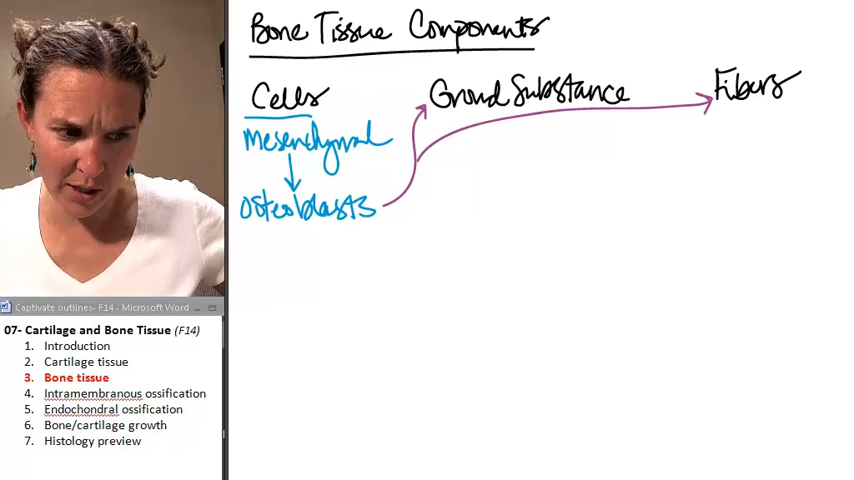 Bone Tissue Components
Cells Ground Substance Fibers
Mesenchymal
Osteoblasts
Captivate outlines- F14 - Microsoft Word
07- Cartilage and Bone Tissue (F14)
1. Introduction
2. Cartilage tissue
3. Bone tissue
4. Intramembranous ossification
5. Endochondral ossification
6. Bone/cartilage growth
7. Histology preview